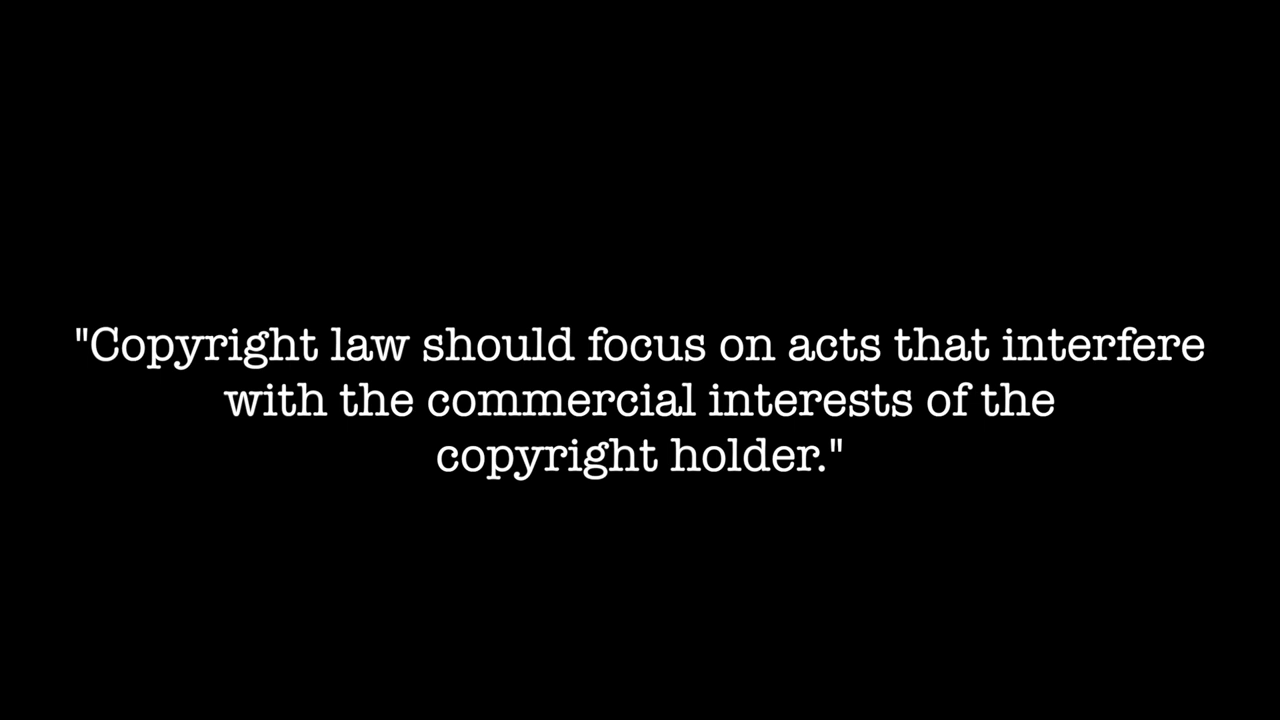 "Copyright law should focus on acts that interfere
with the commercial interests of the
copyright holder."